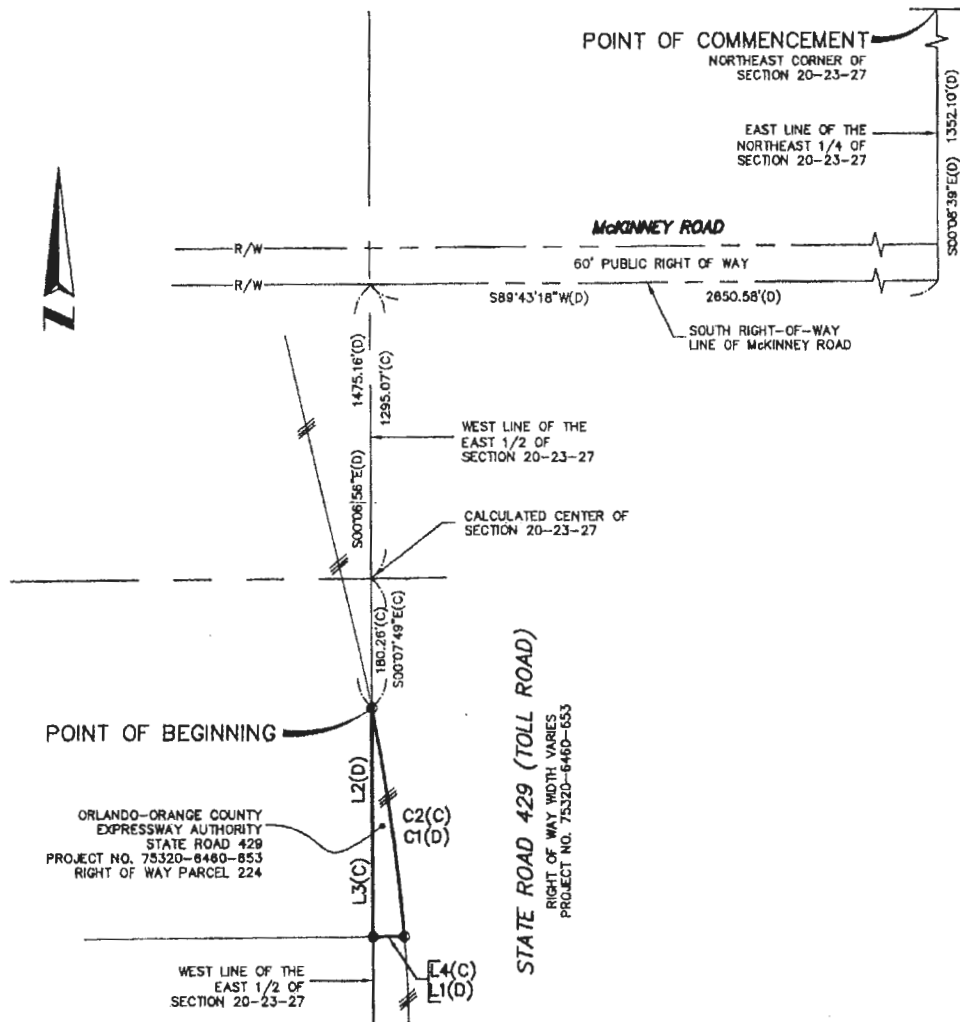 POINT OF COMMENCEMENT
NORTHEAST CORNER OF
SECTION 20-23-27
EAST LINE OF THE
NORTHEAST 1/4 OF
SECTION 20-23-27
S00°08'39"E(D) 1352.10'(D)
McKINNEY ROAD
R/W
60' PUBLIC RIGHT OF WAY
R/W
S89°43'18"W(D) 2650.58'(D)
SOUTH RIGHT-OF-WAY
LINE OF McKINNEY ROAD
N
1475.16'(D)
1295.07'(C)
S00°06'56"E(D)
WEST LINE OF THE
EAST 1/2 OF
SECTION 20-23-27
CALCULATED CENTER OF
SECTION 20-23-27
180.26'(C)
S00°07'49"E(C)
POINT OF BEGINNING
L2(D)
L3(C)
C2(C)
C1(D)
ORLANDO-ORANGE COUNTY
EXPRESSWAY AUTHORITY
STATE ROAD 429
PROJECT NO. 75320-6460-653
RIGHT OF WAY PARCEL 224
STATE ROAD 429 (TOLL ROAD)
RIGHT OF WAY WIDTH VARIES
PROJECT NO. 75320-6460-653
WEST LINE OF THE
EAST 1/2 OF
SECTION 20-23-27
L4(C)
L1(D)